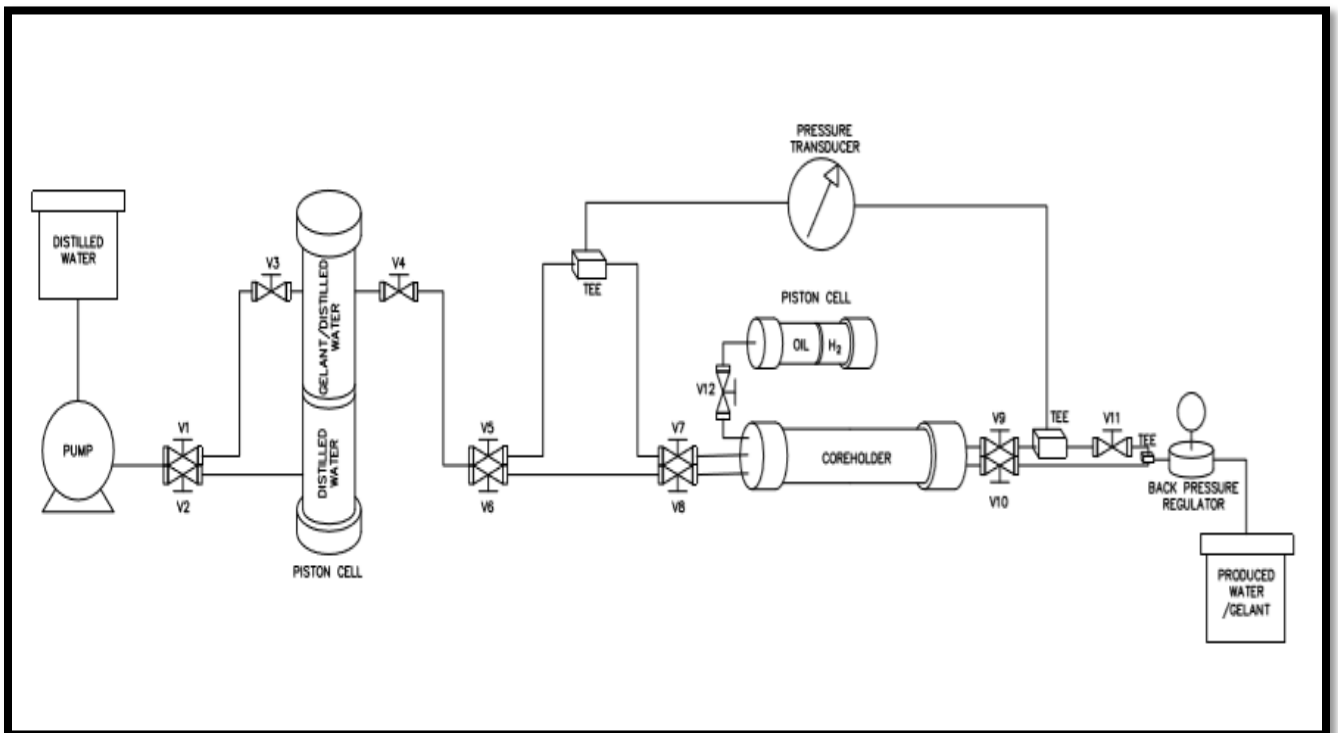 PRESSURE
TRANSDUCER
DISTILLED
WATER
V3
V4
TEE
GELANT/DISTILLED
WATER
DISTILLED
WATER
PISTON CELL
OIL
H2
V12
PUMP
V1
V2
V5
V6
V7
V8
COREHOLDER
V9
V10
TEE
V11
TEE
BACK PRESSURE
REGULATOR
PISTON CELL
PRODUCED
WATER
/GELANT